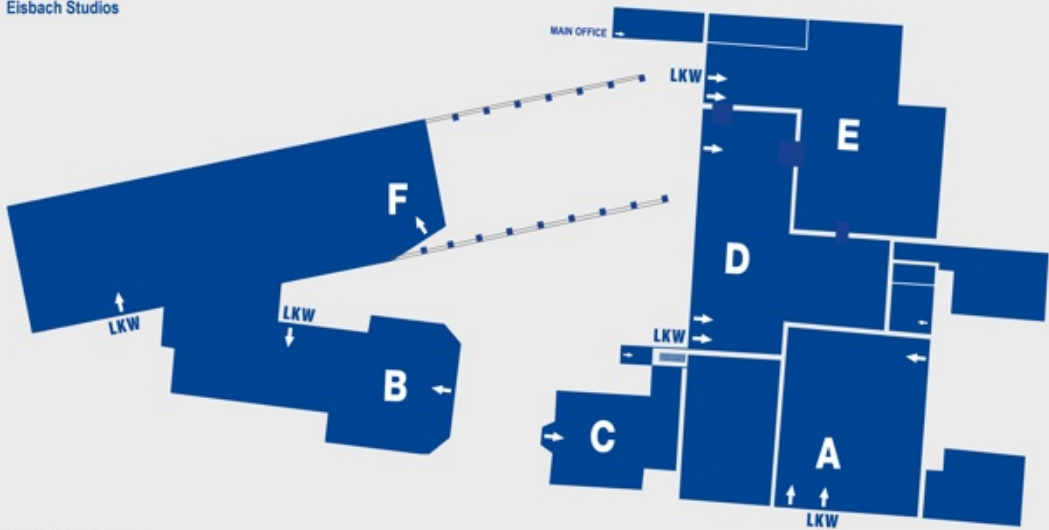 Eisbach Studios
MAIN OFFICE
LKW
E
F
D
LKW
LKW
LKW
B
C
A
LKW